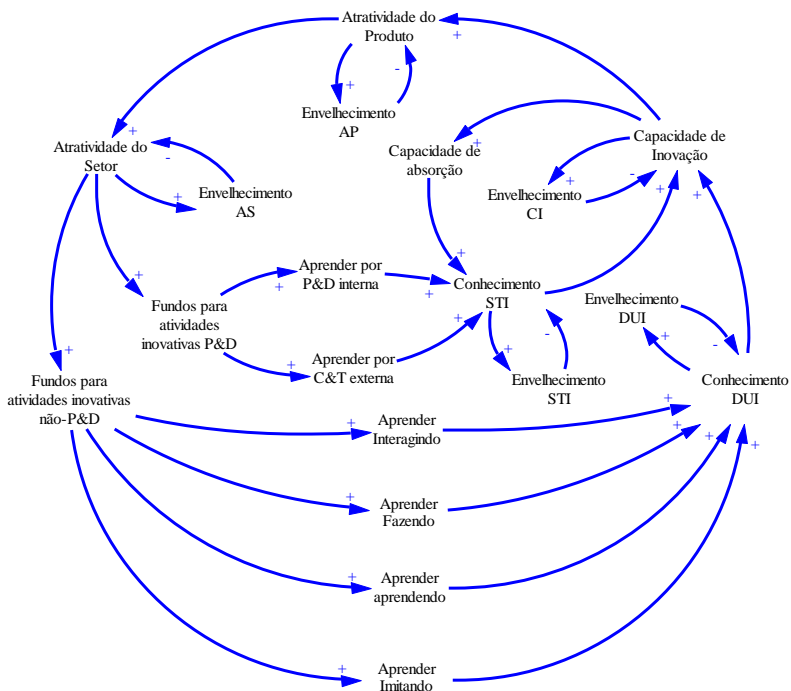 Atratividade do
Produto
+
+
-
Envelhecimento
AP
+
Atratividade do
Setor
-
+
Envelhecimento
AS
Capacidade de
absorção
+
Capacidade de
Inovação
+
-
+
+
Envelhecimento
CI
+
Fundos para
atividades
inovativas P&D
+
Aprender por
P&D interna
+
+
Conhecimento
STI
+
+
Aprender por
C&T externa
+
-
Envelhecimento
STI
Envelhecimento
DUI
+
-
Conhecimento
DUI
+
Fundos para
atividades inovativas
não-P&D
+
Aprender
Interagindo
+
+
Aprender
Fazendo
+
+
Aprender
aprendendo
+
+
Aprender
Imitando
+